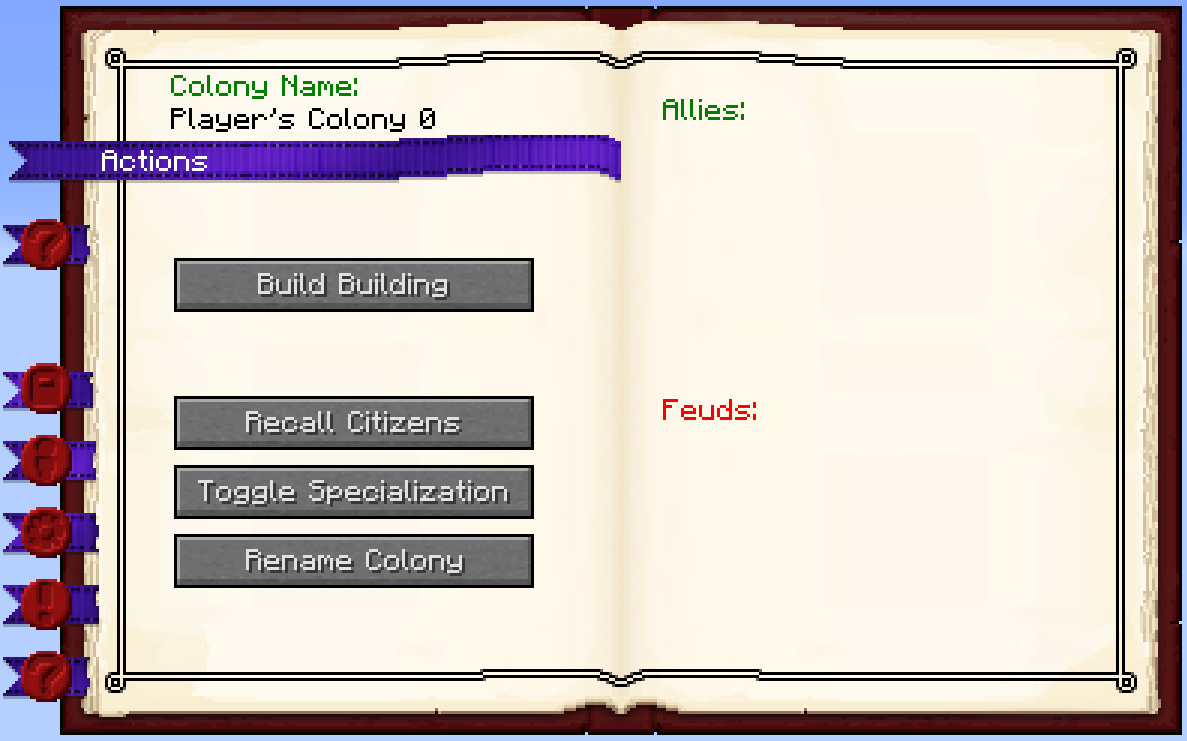 Colony Name:
Player's Colony 0
Actions
Build Building
Recall Citizens
Toggle Specialization
Rename Colony
Allies:
Feuds: